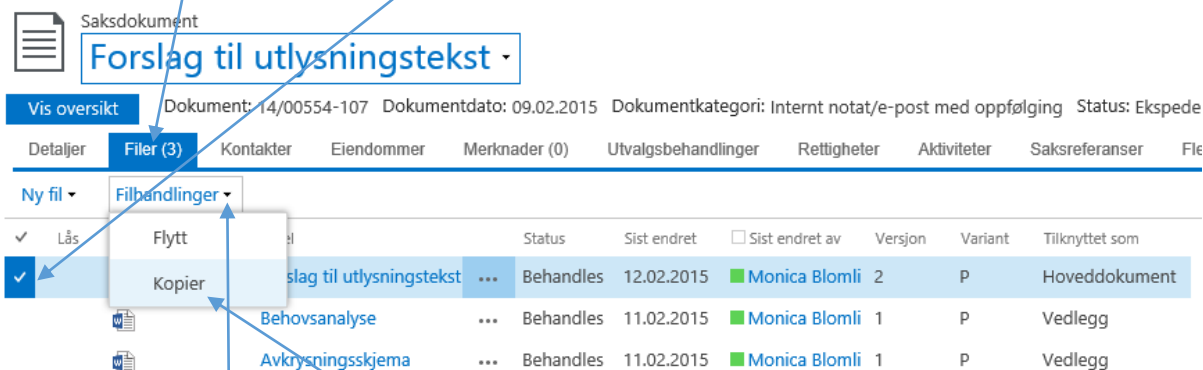 Saksdokument
Forslag til utlysningstekst
Vis oversikt Dokument: 14/00554-107 Dokumentdato: 09.02.2015 Dokumentkategori: Internt notat/e-post med oppfølging Status: Ekspede
Detaljer Filer (3) Kontakter Eiendommer Merknader (0) Utvalgsbehandlinger Rettigheter Aktiviteter Saksreferanser Fle
Ny fil Filhandlinger
Lås Flytt el Status Sist endret Sist endret av Versjon Variant Tilknyttet som
Kopier slag til utlysningstekst ... Behandles 12.02.2015 Monica Blomli 2 P Hoveddokument
Behovsanalyse ... Behandles 11.02.2015 Monica Blomli 1 P Vedlegg
Avkrysningsskjema ... Behandles 11.02.2015 Monica Blomli 1 P Vedlegg